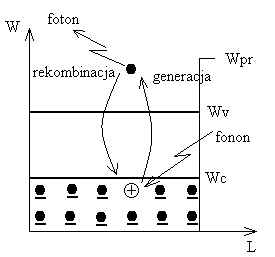 foton
W
Wpr
rekombinacja
generacja
Wv
fonon
Wc
L